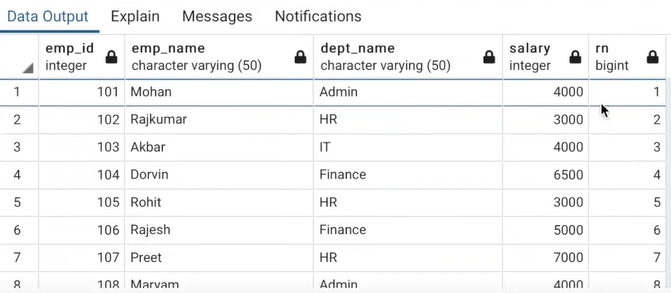 Data Output Explain Messages Notifications
emp_id emp_name dept_name salary rn
integer character varying (50) character varying (50) integer bigint
1 101 Mohan Admin 4000 1
2 102 Rajkumar HR 3000 2
3 103 Akbar IT 4000 3
4 104 Dorvin Finance 6500 4
5 105 Rohit HR 3000 5
6 106 Rajesh Finance 5000 6
7 107 Preet HR 7000 7
8 108 Maryam Admin 4000 8